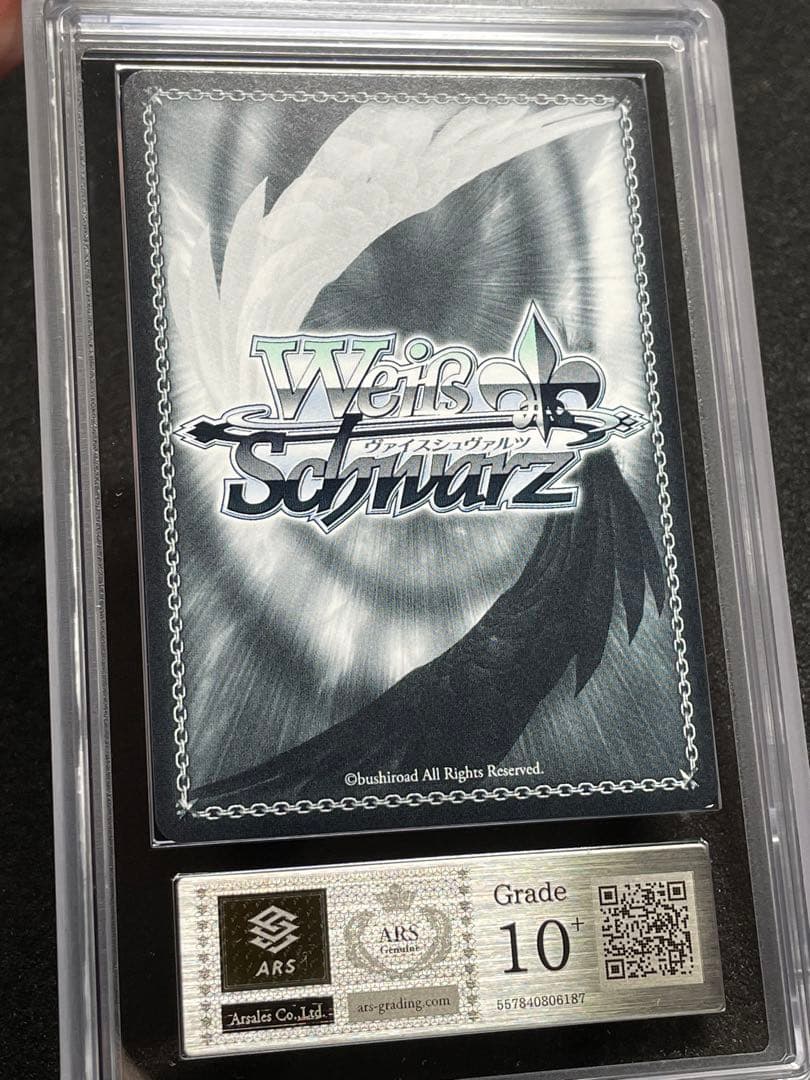 Weiß
ヴァイスシュヴァルツ
Schwarz
©bushiroad All Rights Reserved.
ARS
Arsales Co.,Ltd.
ARS
Genuine
ars-grading.com
Grade
10+
557840806187